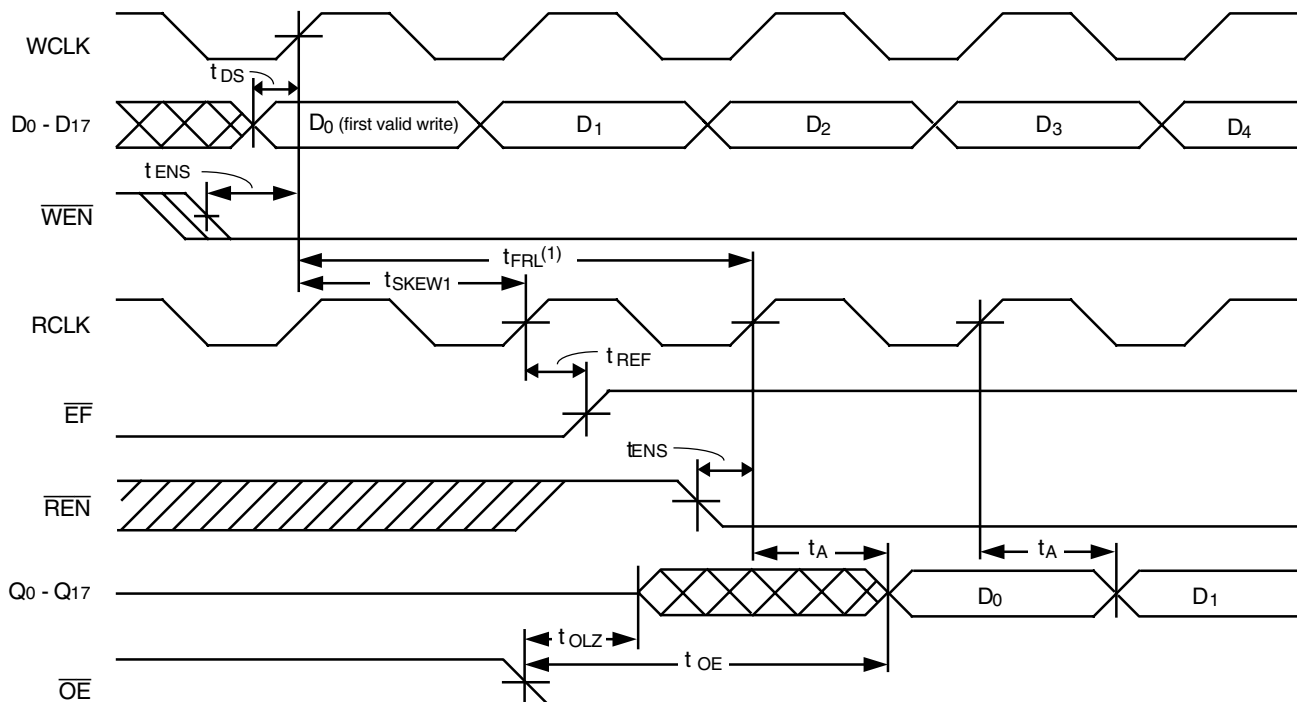 WCLK
tDS
D0 - D17
D0 (first valid write)
D1
D2
D3
D4
tENS
WEN
tFRL(1)
tSKEW1
RCLK
tREF
EF
tENS
REN
tA
tA
Q0 - Q17
D0
D1
tOLZ
tOE
OE